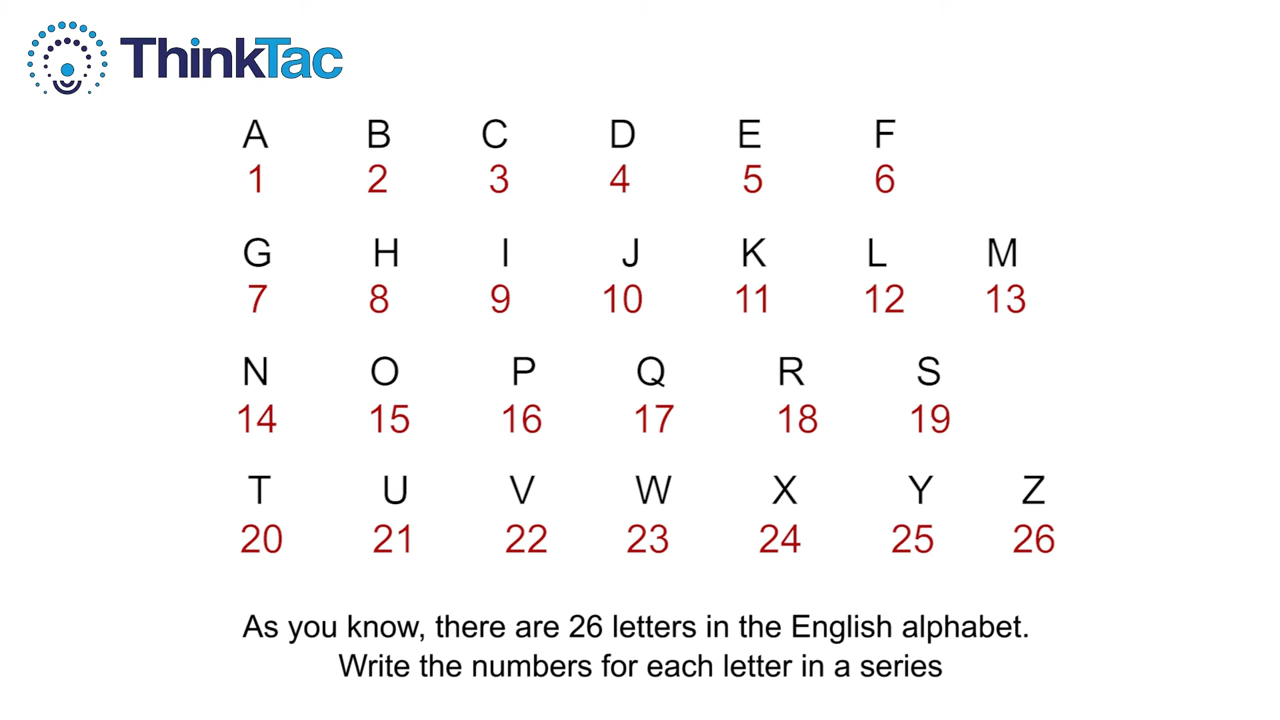 ThinkTac
A B C D E F
1 2 3 4 5 6
G H I J K L M
7 8 9 10 11 12 13
N O P Q R S
14 15 16 17 18 19
T U V W X Y Z
20 21 22 23 24 25 26
As you know, there are 26 letters in the English alphabet.
Write the numbers for each letter in a series